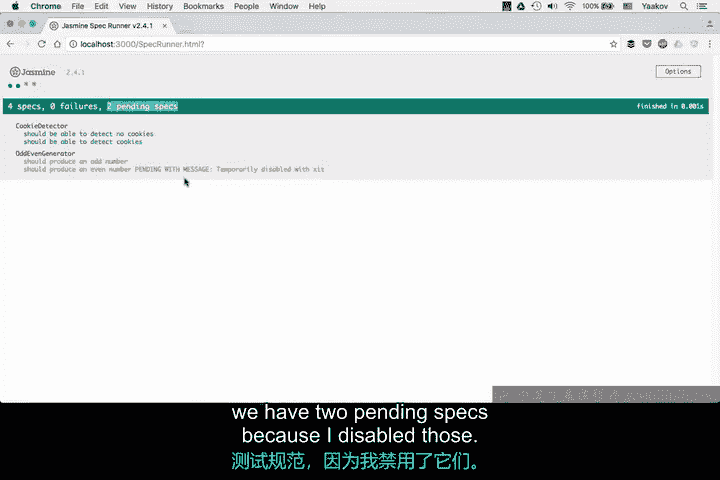 Chrome File Edit View History Bookmarks People Window Help 100% Yaakov
Jasmine Spec Runner v2.4.1
localhost:3000/SpecRunner.html?
Jasmine 2.4.1 Options
4 specs, 0 failures, 2 pending specs finished in 0.001s
CookieDetector
should be able to detect no cookies
should be able to detect cookies
OddEvenGenerator
should produce an odd number
should produce an even number PENDING WITH MESSAGE: Temporarily disabled with xit
we have two pending specs
because I disabled those.
测试规范，因为我禁用了它们。